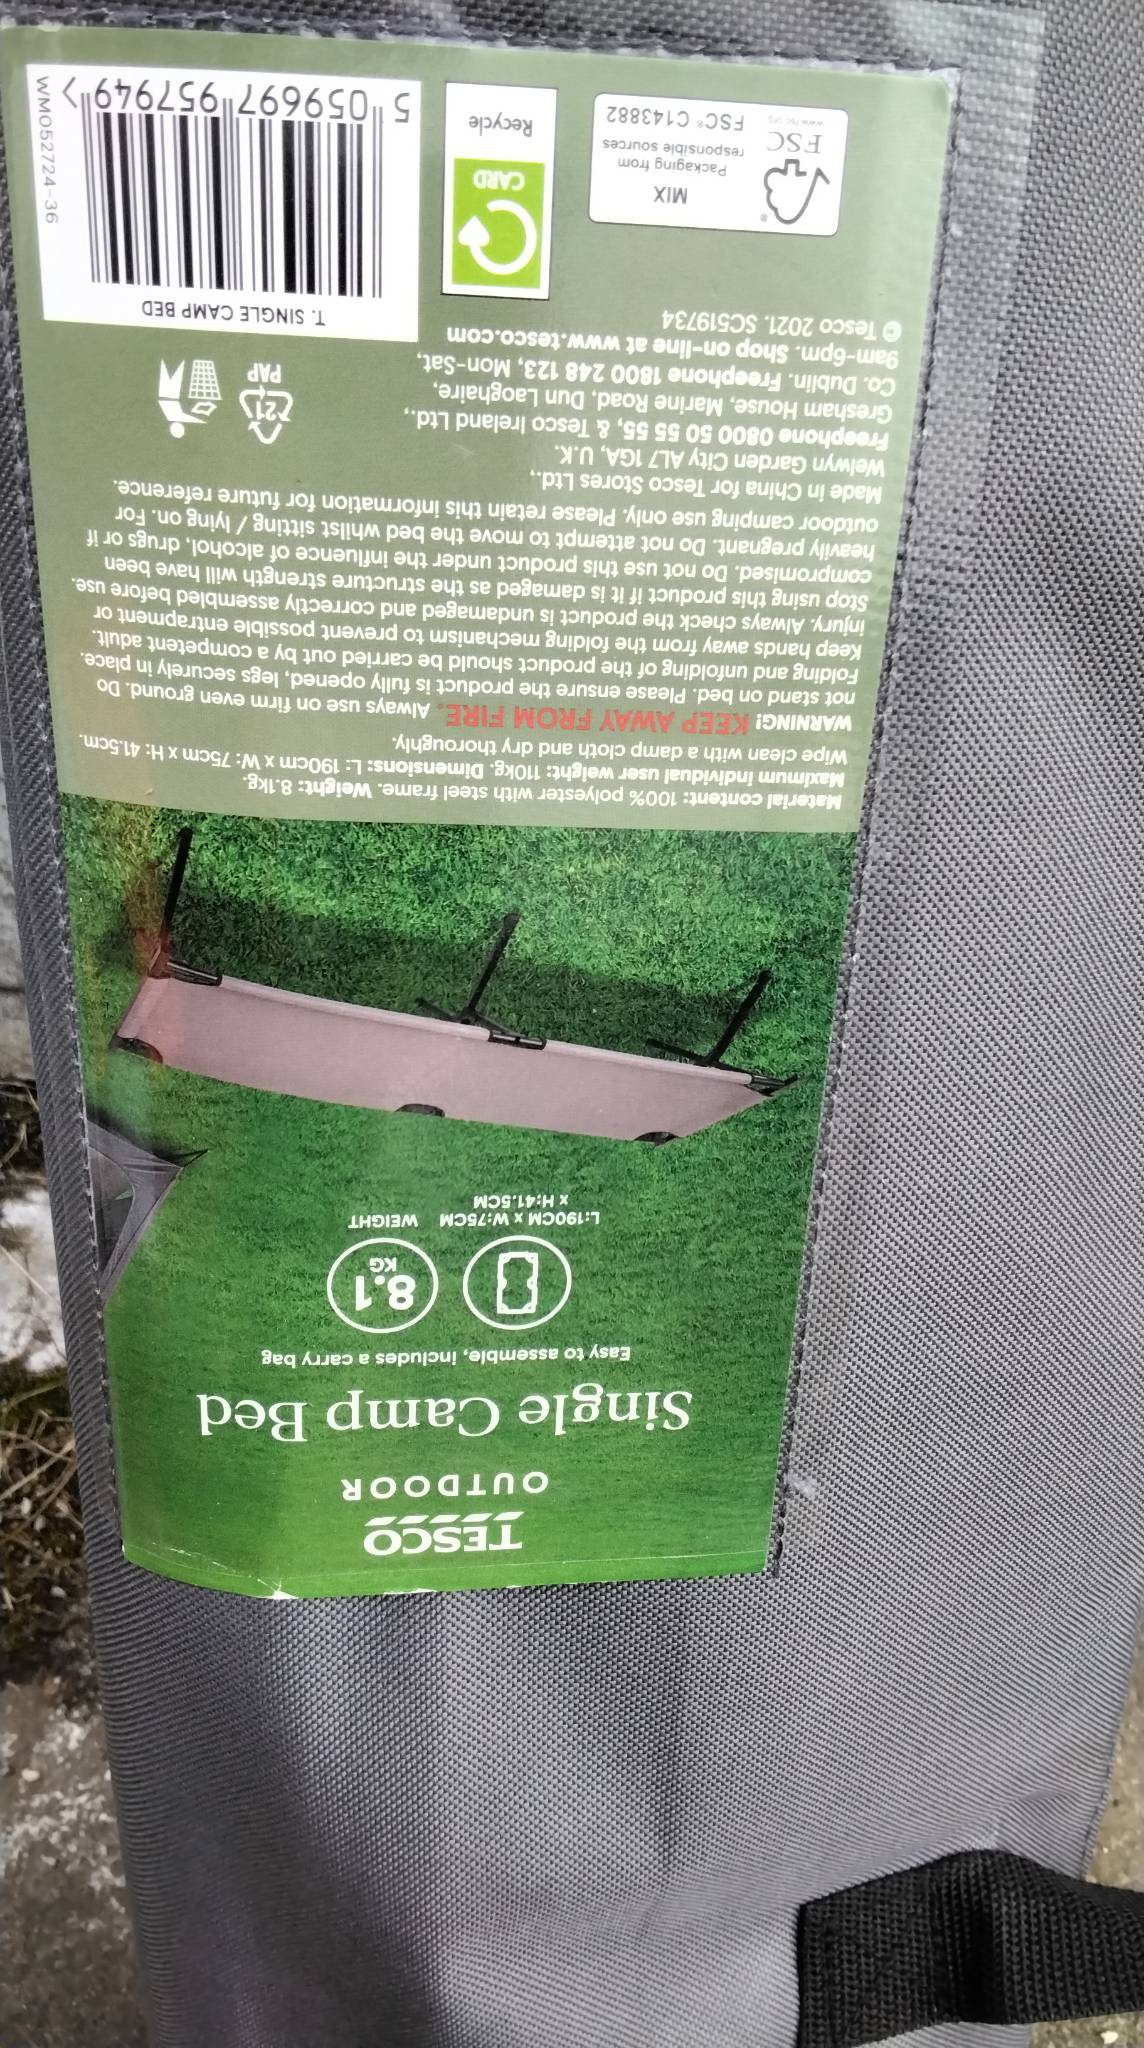 TESCO
OUTDOOR
Single Camp Bed
Easy to assemble, includes a carry bag
8.1
KG
L:190CM x W:75CM
x H:41.5CM
WEIGHT
Material content: 100% polyester with steel frame. Weight: 8.1kg.
Maximum individual user weight: 110kg. Dimensions: L: 190cm x W: 75cm x H: 41.5cm.
Wipe clean with a damp cloth and dry thoroughly.
WARNING! KEEP AWAY FROM FIRE. Always use on firm even ground. Do
not stand on bed. Please ensure the product is fully opened, legs securely in place.
Folding and unfolding of the product should be carried out by a competent adult.
Keep hands away from the folding mechanism to prevent possible entrapment or
injury. Always check the product is undamaged and correctly assembled before use.
Stop using this product if it is damaged as the structure strength will have been
compromised. Do not use this product under the influence of alcohol, drugs or if
heavily pregnant. Do not attempt to move the bed whilst sitting / lying on. For
outdoor camping use only. Please retain this information for future reference.
Made in China for Tesco Stores Ltd.,
Welwyn Garden City AL7 1GA, U.K.
Freephone 0800 50 55 55, & Tesco Ireland Ltd.,
Gresham House, Marine Road, Dun Laoghaire,
Co. Dublin. Freephone 1800 248 123, Mon-Sat,
9am-6pm. Shop on-line at www.tesco.com
© Tesco 2021. SC519734
21
PAP
T. SINGLE CAMP BED
5 059697 957949 >
WM052724-36
CARD
Recycle
®
MIX
Packaging from
responsible sources
FSC® C143882
FSC
www.fsc.org